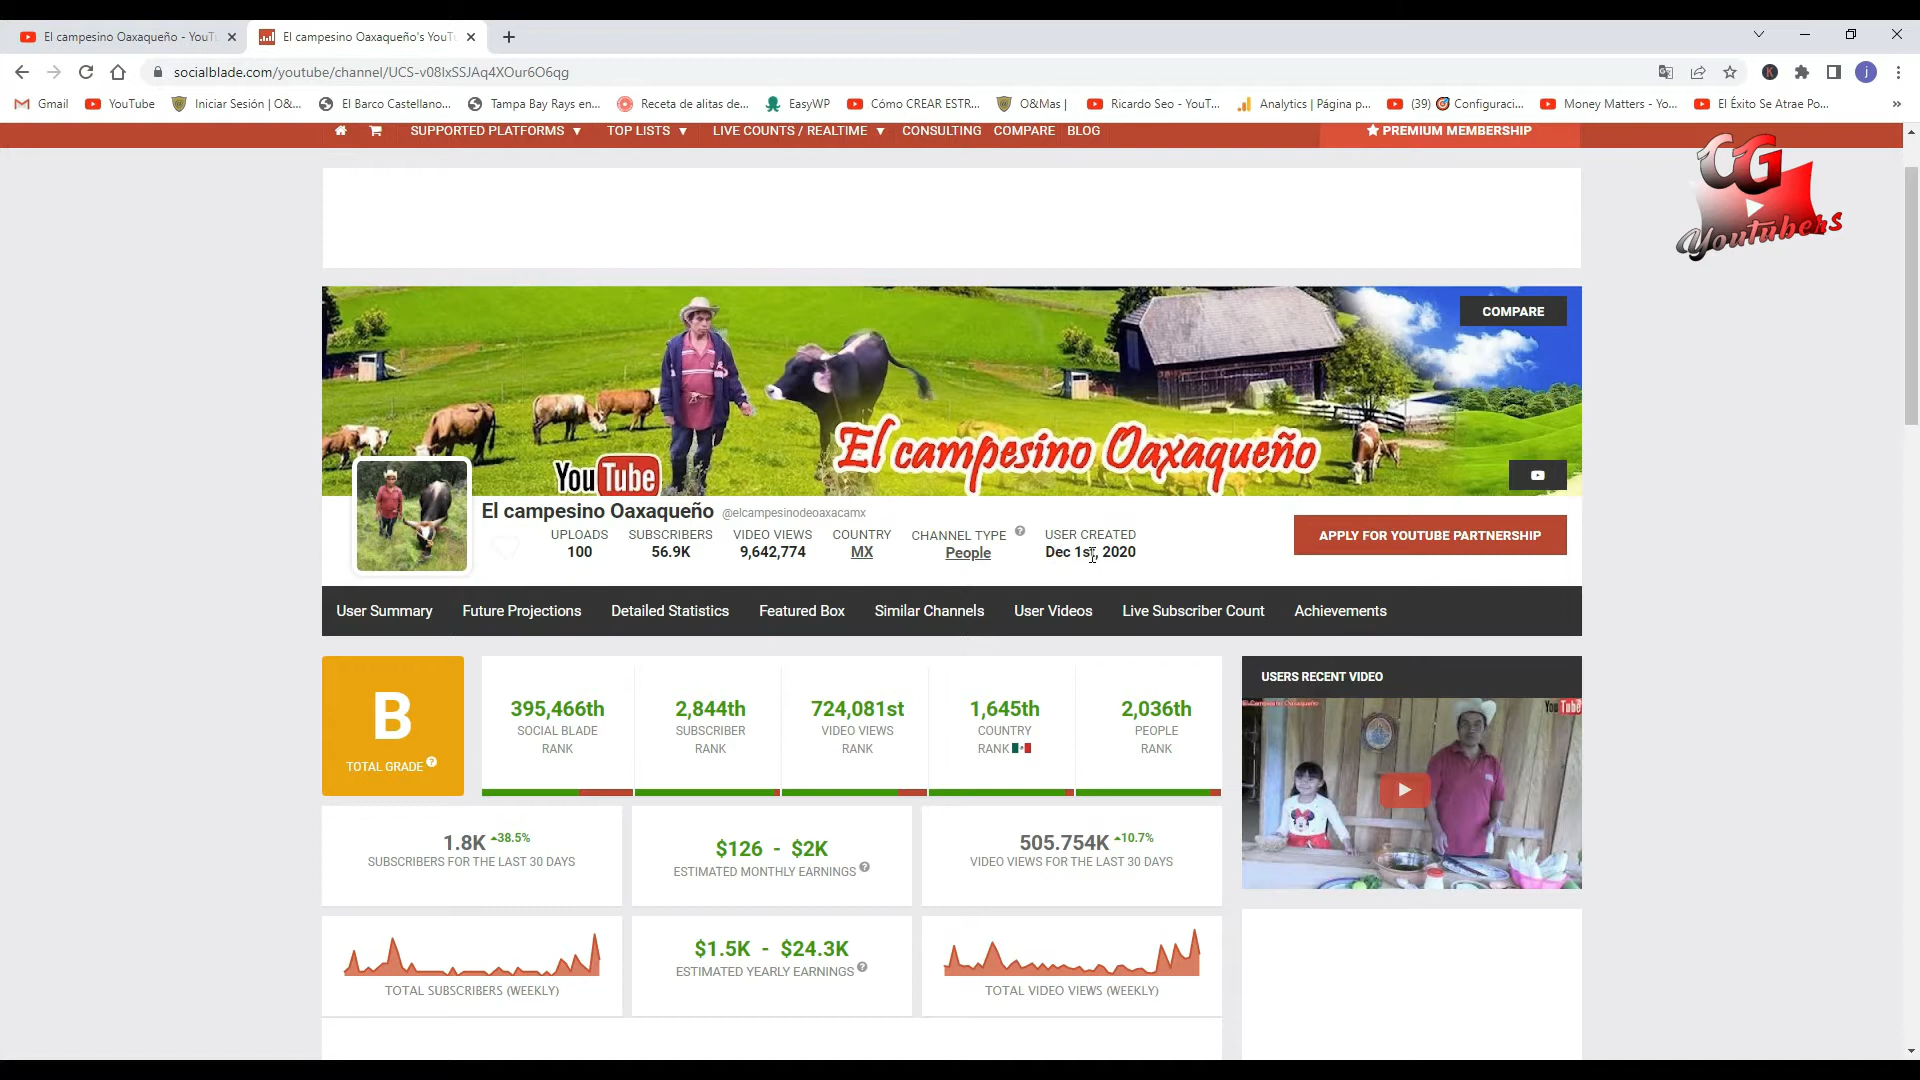 El campesino Oaxaqueño - YouT
El campesino Oaxaqueño's YouT
socialblade.com/youtube/channel/UCS-v08IxSSJAq4XOur6O6qg
Gmail
YouTube
Iniciar Sesión | O&...
El Barco Castellano...
Tampa Bay Rays en...
Receta de alitas de...
EasyWP
Cómo CREAR ESTR...
O&Mas |
Ricardo Seo - YouT...
Analytics | Página p...
(39) 🎯 Configuraci...
Money Matters - Yo...
El Éxito Se Atrae Po...
SUPPORTED PLATFORMS
TOP LISTS
LIVE COUNTS / REALTIME
CONSULTING
COMPARE
BLOG
PREMIUM MEMBERSHIP
CG
Youtubers
COMPARE
El campesino Oaxaqueño
YouTube
El campesino Oaxaqueño @elcampesinodeoaxacamx
UPLOADS
100
SUBSCRIBERS
56.9K
VIDEO VIEWS
9,642,774
COUNTRY
MX
CHANNEL TYPE
People
USER CREATED
Dec 1st, 2020
APPLY FOR YOUTUBE PARTNERSHIP
User Summary
Future Projections
Detailed Statistics
Featured Box
Similar Channels
User Videos
Live Subscriber Count
Achievements
B
TOTAL GRADE
395,466th
SOCIAL BLADE
RANK
2,844th
SUBSCRIBER
RANK
724,081st
VIDEO VIEWS
RANK
1,645th
COUNTRY
RANK
2,036th
PEOPLE
RANK
USERS RECENT VIDEO
El Campesino Oaxaqueño
YouTube
1.8K 38.5%
SUBSCRIBERS FOR THE LAST 30 DAYS
$126 - $2K
ESTIMATED MONTHLY EARNINGS
505.754K 10.7%
VIDEO VIEWS FOR THE LAST 30 DAYS
TOTAL SUBSCRIBERS (WEEKLY)
$1.5K - $24.3K
ESTIMATED YEARLY EARNINGS
TOTAL VIDEO VIEWS (WEEKLY)